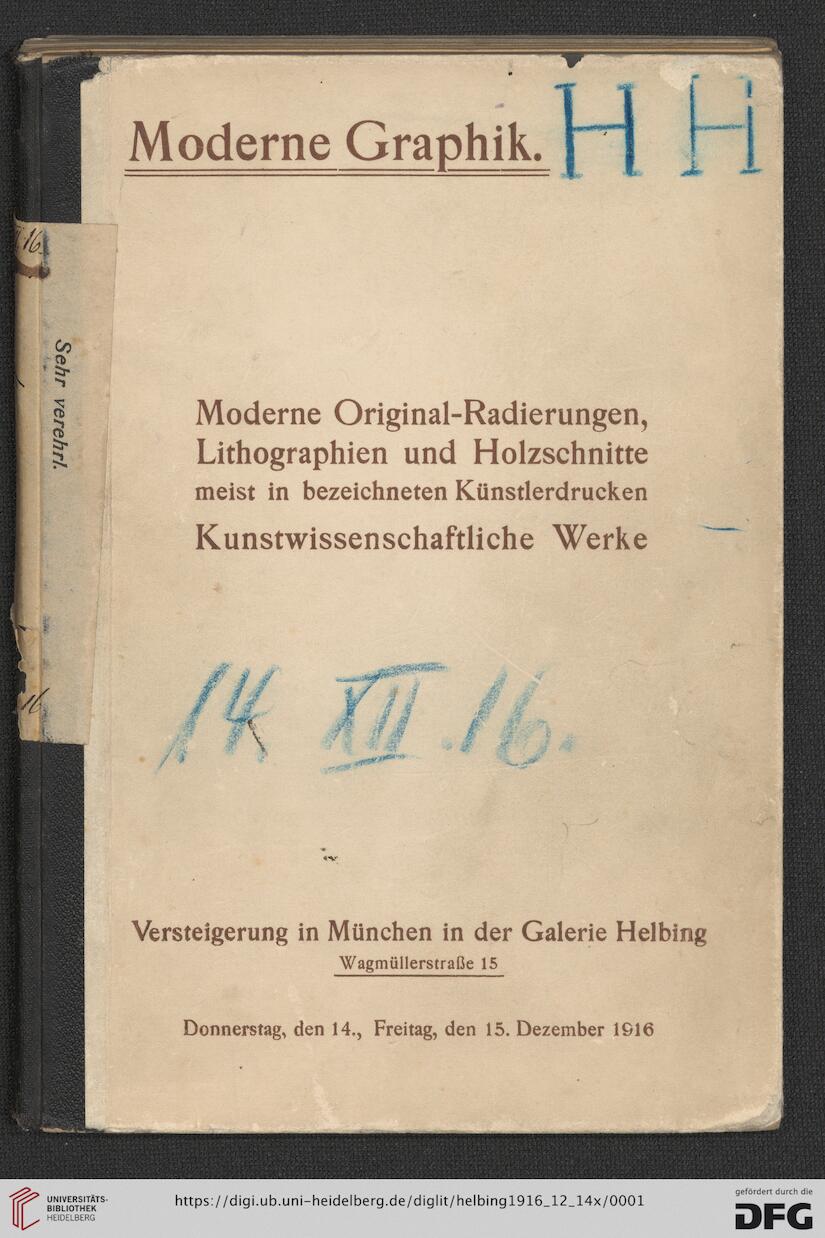 Moderne Graphik.
H H
16.
Sehr verehrl.
16
Moderne Original-Radierungen,
Lithographien und Holzschnitte
meist in bezeichneten Künstlerdrucken
Kunstwissenschaftliche Werke
14 XII.16.
Versteigerung in München in der Galerie Helbing
Wagmüllerstraße 15
Donnerstag, den 14., Freitag, den 15. Dezember 1916
UNIVERSITÄTS-
BIBLIOTHEK
HEIDELBERG
https://digi.ub.uni-heidelberg.de/diglit/helbing1916_12_14x/0001
gefördert durch die
DFG